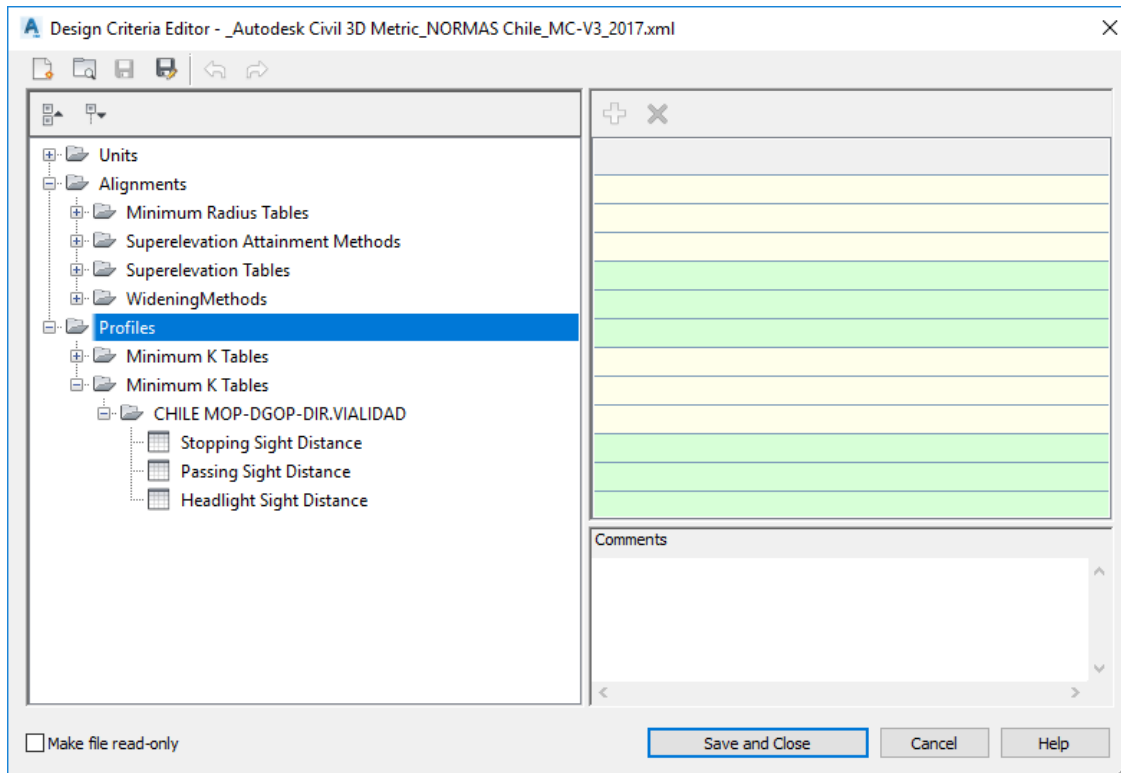 Design Criteria Editor - _Autodesk Civil 3D Metric_NORMAS Chile_MC-V3_2017.xml
Units
Alignments
Minimum Radius Tables
Superelevation Attainment Methods
Superelevation Tables
WideningMethods
Profiles
Minimum K Tables
Minimum K Tables
CHILE MOP-DGOP-DIR.VIALIDAD
Stopping Sight Distance
Passing Sight Distance
Headlight Sight Distance
Comments
Make file read-only
Save and Close
Cancel
Help